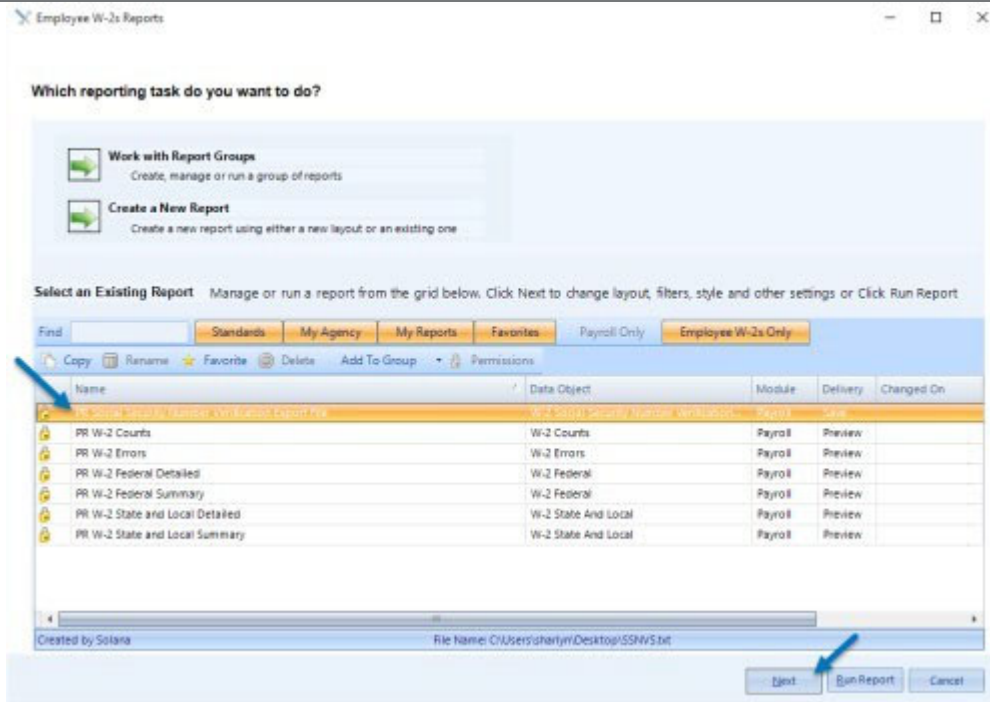 Employee W-2s Reports
Which reporting task do you want to do?
Work with Report Groups
Create, manage or run a group of reports
Create a New Report
Create a new report using either a new layout or an existing one
Select an Existing Report Manage or run a report from the grid below. Click Next to change layout, filters, style and other settings or Click Run Report
Find Standards My Agency My Reports Favorites Payroll Only Employee W-2s Only
Copy Rename Favorite Delete Add To Group Permissions
Name Data Object Module Delivery Changed On
PR Social Security Number Verification Export File W-2 Social Security Number Verification... Payroll Save
PR W-2 Counts W-2 Counts Payroll Preview
PR W-2 Errors W-2 Errors Payroll Preview
PR W-2 Federal Detailed W-2 Federal Payroll Preview
PR W-2 Federal Summary W-2 Federal Payroll Preview
PR W-2 State and Local Detailed W-2 State And Local Payroll Preview
PR W-2 State and Local Summary W-2 State And Local Payroll Preview
Created by Solana File Name: C:\Users\sharlyn\Desktop\SSNVS.txt
Next Run Report Cancel